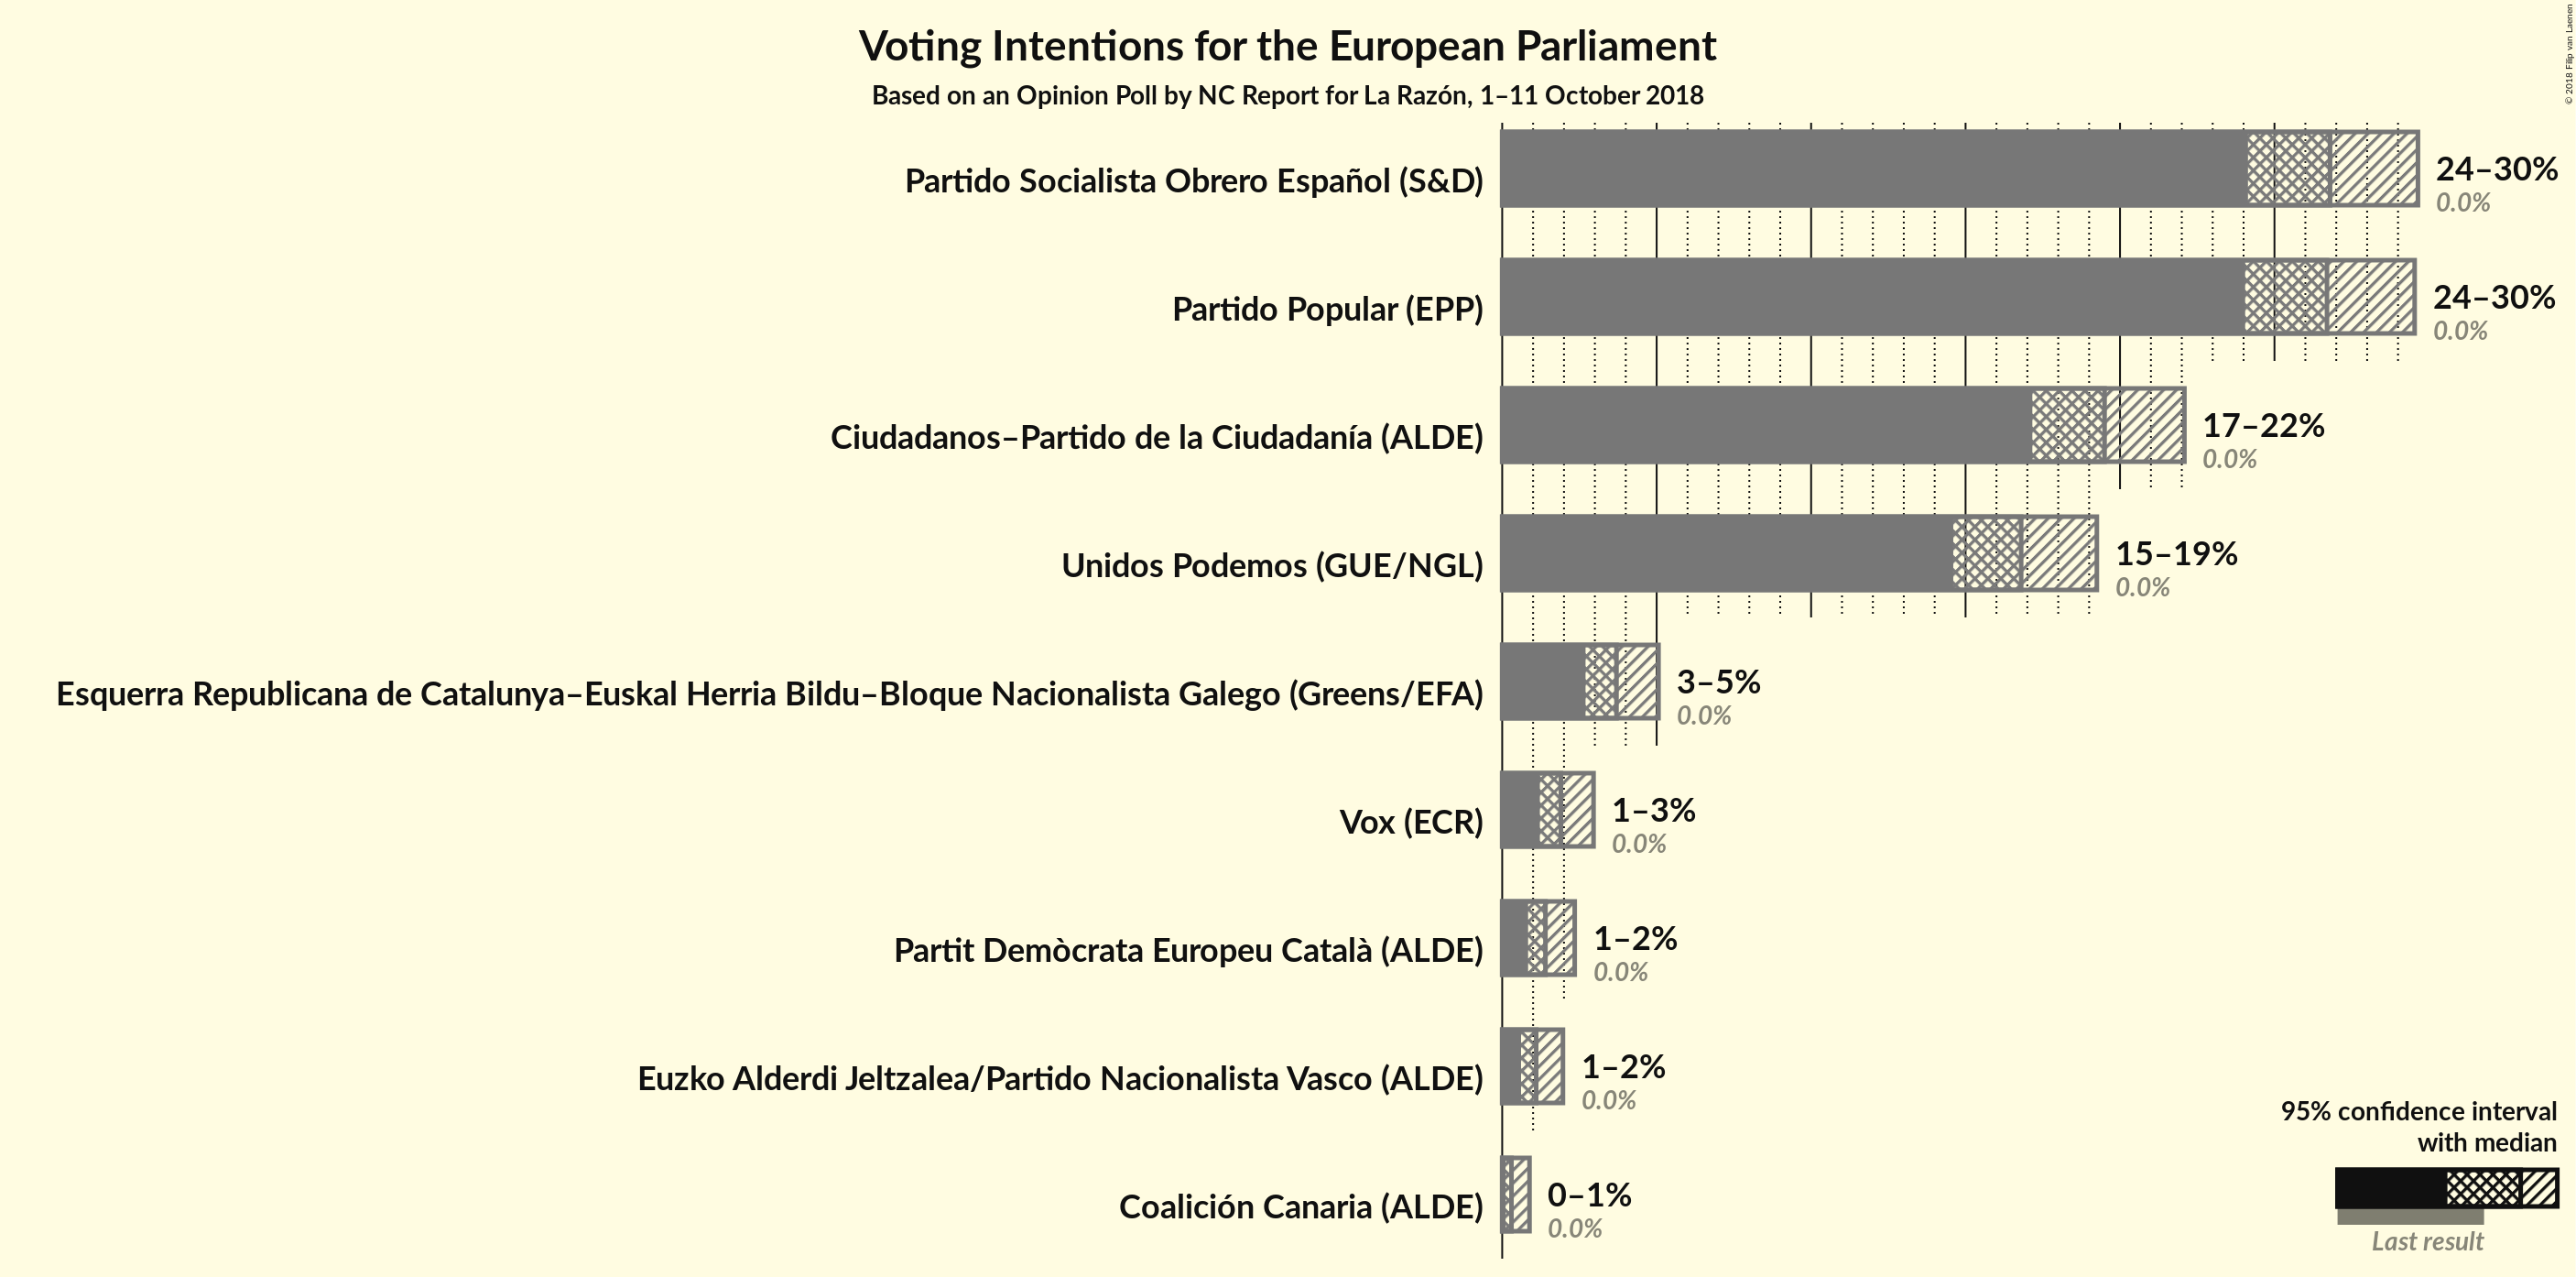 Voting Intentions for the European Parliament
Based on an Opinion Poll by NC Report for La Razón, 1–11 October 2018
© 2018 Filip van Laenen
Partido Socialista Obrero Español (S&D)
24–30%
0.0%
Partido Popular (EPP)
24–30%
0.0%
Ciudadanos–Partido de la Ciudadanía (ALDE)
17–22%
0.0%
Unidos Podemos (GUE/NGL)
15–19%
0.0%
Esquerra Republicana de Catalunya–Euskal Herria Bildu–Bloque Nacionalista Galego (Greens/EFA)
3–5%
0.0%
Vox (ECR)
1–3%
0.0%
Partit Demòcrata Europeu Català (ALDE)
1–2%
0.0%
Euzko Alderdi Jeltzalea/Partido Nacionalista Vasco (ALDE)
1–2%
0.0%
Coalición Canaria (ALDE)
0–1%
0.0%
95% confidence interval
with median
Last result